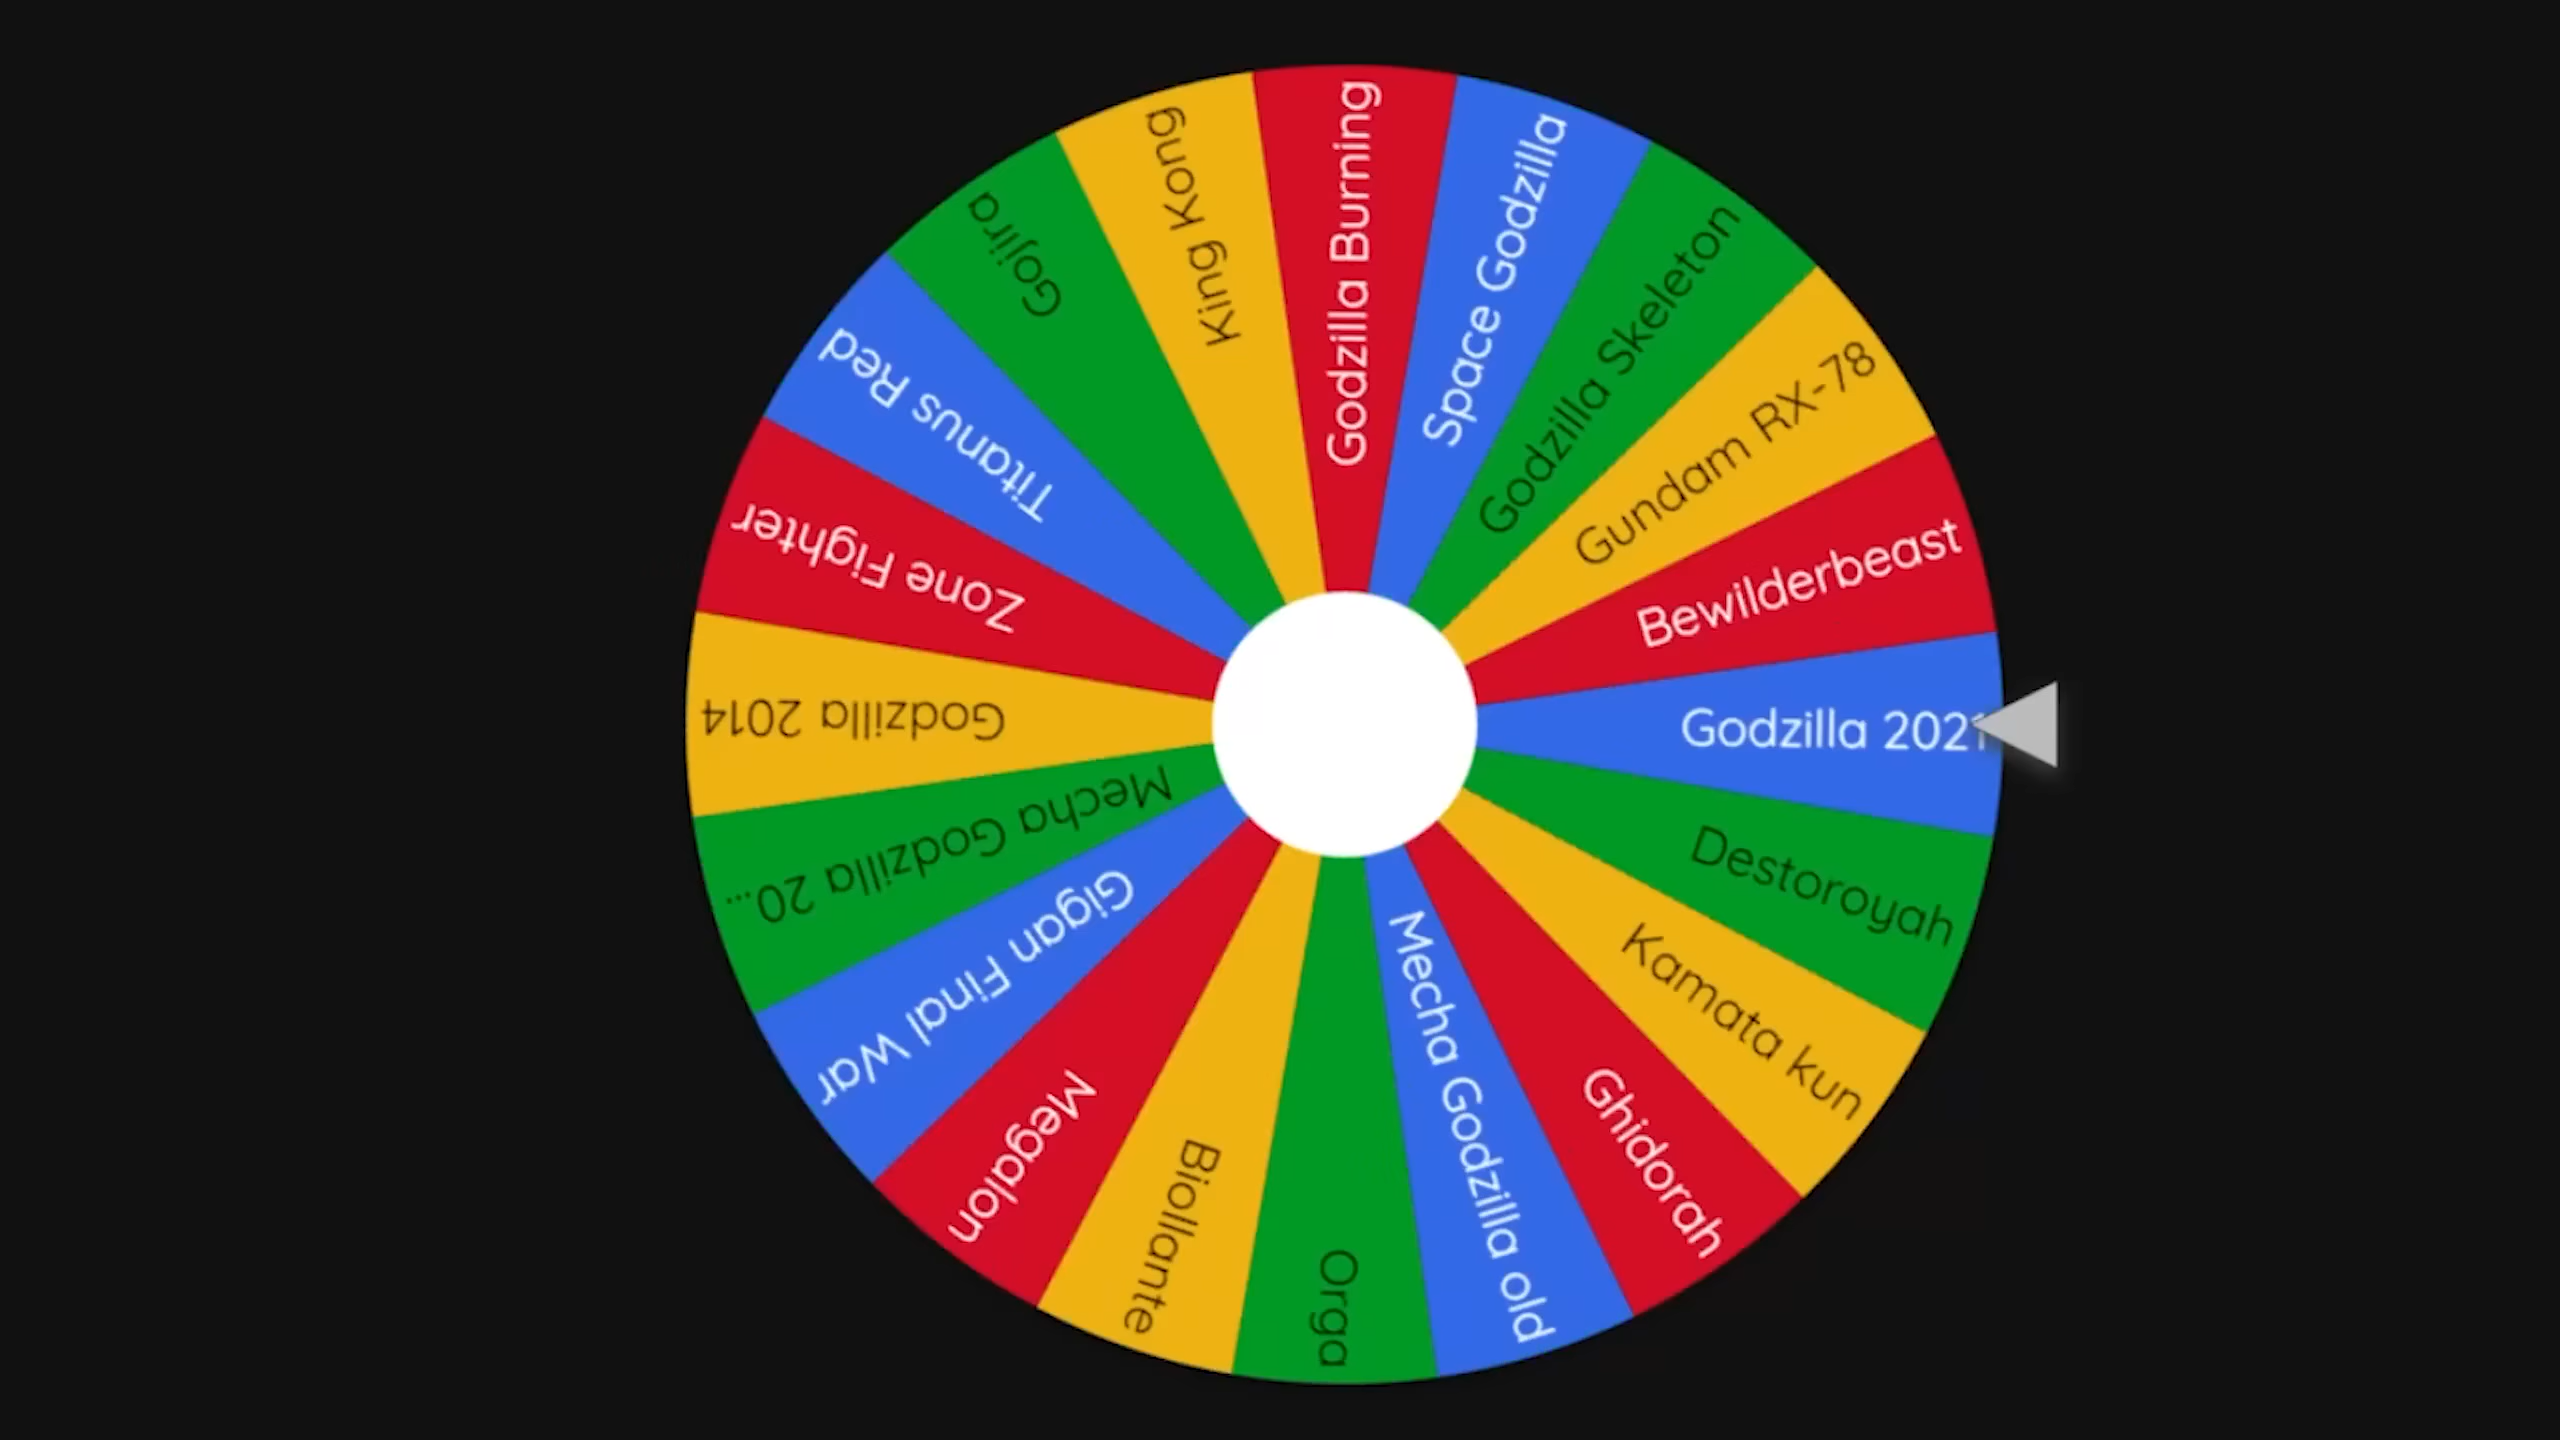 Godzilla Burning
Space Godzilla
Godzilla Skeleton
Gundam RX-78
Bewilderbeast
Godzilla 2021
Destoroyah
Kamata kun
Ghidorah
Mecha Godzilla old
Orga
Biollante
Megalon
Gigan Final War
Mecha Godzilla 20...
Godzilla 2014
Zone Fighter
Titanus Red
Gojira
King Kong